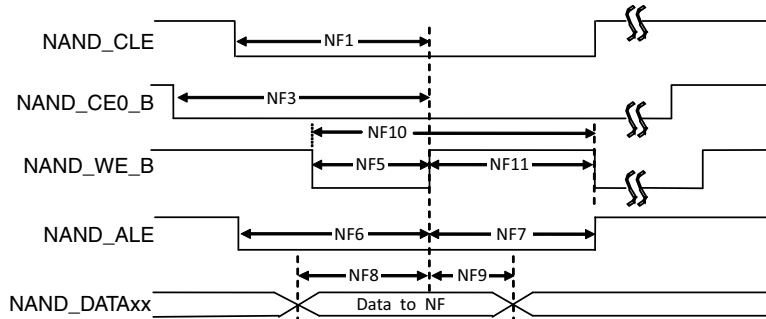 NAND_CLE
NF1
NAND_CE0_B
NF3
NF10
NAND_WE_B
NF5
NF11
NAND_ALE
NF6
NF7
NF8
NF9
NAND_DATAxx
Data to NF